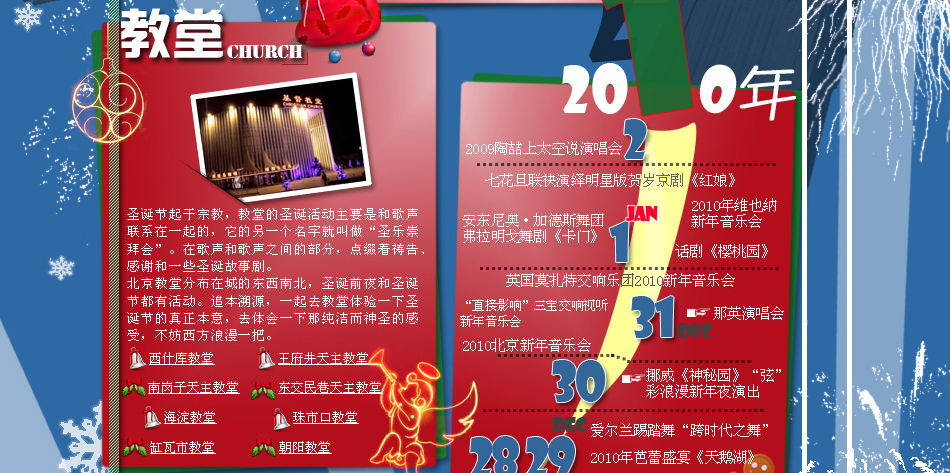 教堂 CHURCH
基督教堂
圣诞节起于宗教，教堂的圣诞活动主要是和歌声
联系在一起的，它的另一个名字就叫做“圣乐崇
拜会”。在歌声和歌声之间的部分，点缀着祷告、
感谢和一些圣诞故事剧。
北京教堂分布在城的东西南北，圣诞前夜和圣诞
节都有活动。追本溯源，一起去教堂体验一下圣
诞节的真正本意，去体会一下那纯洁而神圣的感
受，不妨西方浪漫一把。
西什库教堂 王府井天主教堂
南岗子天主教堂 东交民巷天主教堂
海淀教堂 珠市口教堂
缸瓦市教堂 朝阳教堂
2010年
2009陶喆上太空说演唱会 2
七花旦联袂演绎明星版贺岁京剧《红娘》
JAN
2010年维也纳
新年音乐会
安东尼奥·加德斯舞团
弗拉明戈舞剧《卡门》
1
话剧《樱桃园》
英国莫扎特交响乐团2010新年音乐会
“直接影响”三宝交响视听
新年音乐会
31 DEC
那英演唱会
2010北京新年音乐会
30 DEC
挪威《神秘园》“弦”
彩浪漫新年夜演出
爱尔兰踢踏舞“跨时代之舞”
28 29
2010年芭蕾盛宴《天鹅湖》